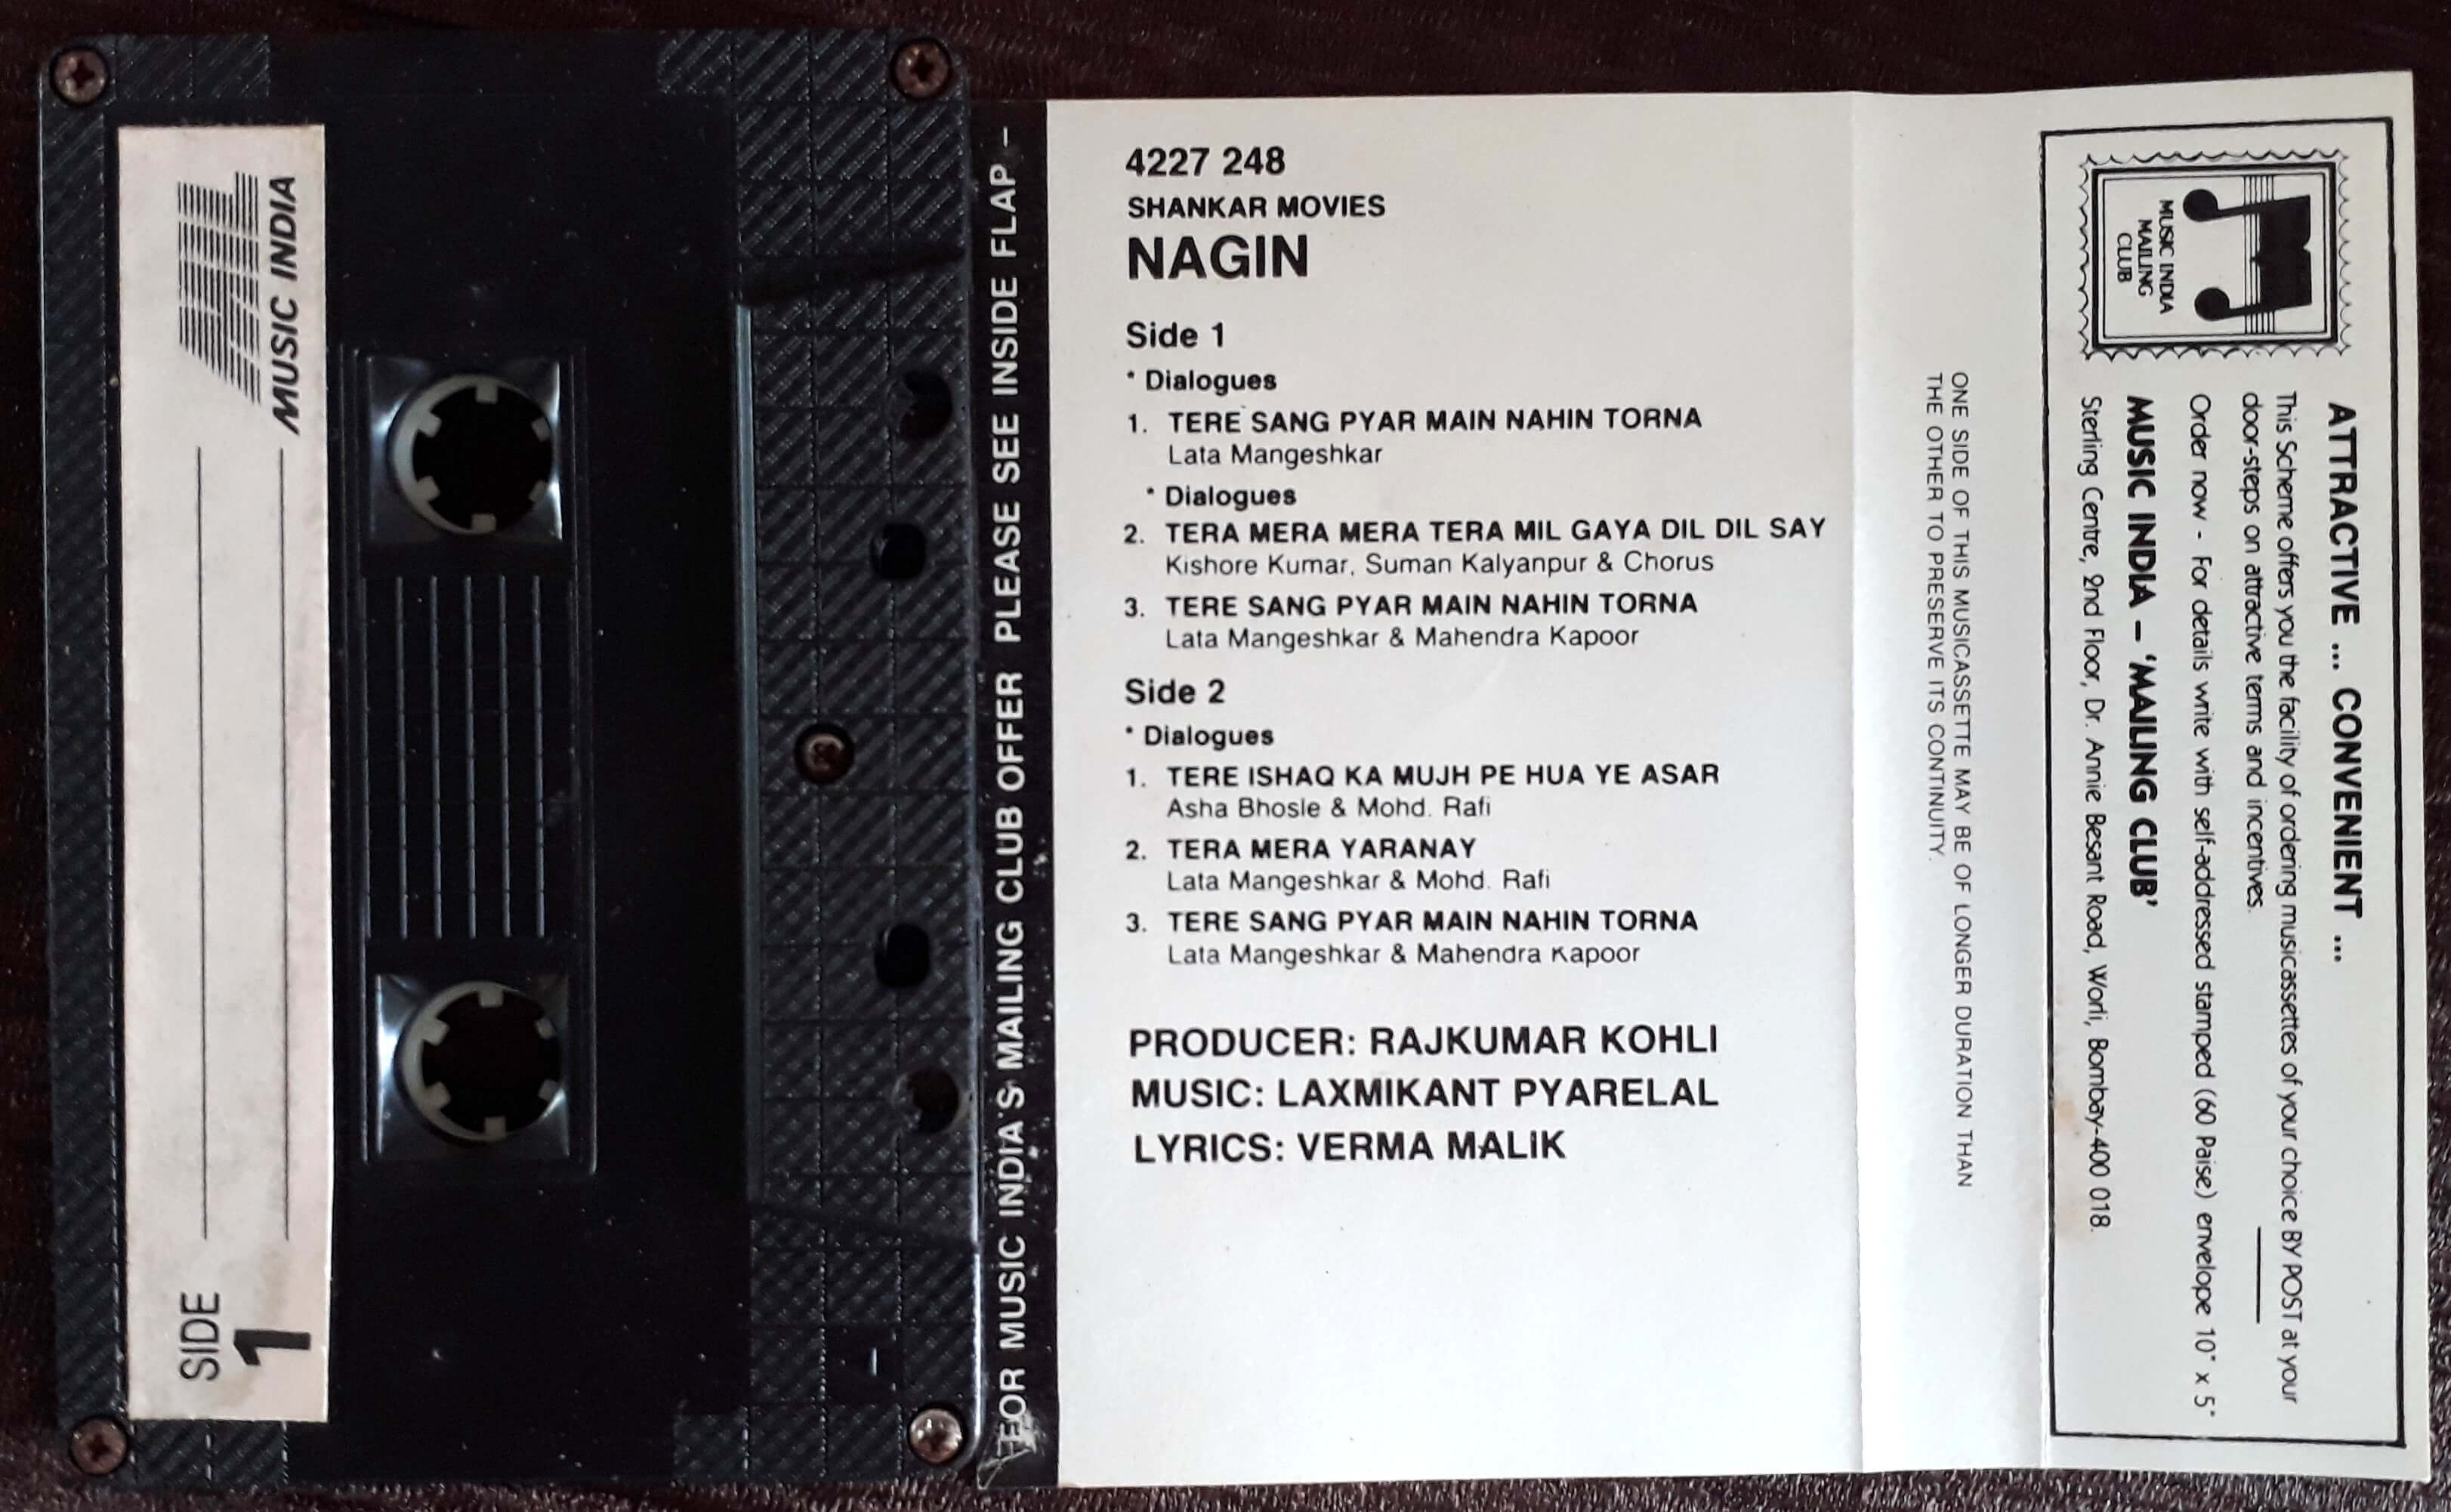 MUSIC INDIA
SIDE
1
FOR MUSIC INDIA'S MAILING CLUB OFFER PLEASE SEE INSIDE FLAP –
4227 248
SHANKAR MOVIES
NAGIN
Side 1
* Dialogues
1. TERE SANG PYAR MAIN NAHIN TORNA
Lata Mangeshkar
* Dialogues
2. TERA MERA MERA TERA MIL GAYA DIL DIL SAY
Kishore Kumar, Suman Kalyanpur & Chorus
3. TERE SANG PYAR MAIN NAHIN TORNA
Lata Mangeshkar & Mahendra Kapoor
Side 2
* Dialogues
1. TERE ISHAQ KA MUJH PE HUA YE ASAR
Asha Bhosle & Mohd. Rafi
2. TERA MERA YARANAY
Lata Mangeshkar & Mohd. Rafi
3. TERE SANG PYAR MAIN NAHIN TORNA
Lata Mangeshkar & Mahendra Kapoor
PRODUCER: RAJKUMAR KOHLI
MUSIC: LAXMIKANT PYARELAL
LYRICS: VERMA MALIK
ONE SIDE OF THIS MUSICASSETTE MAY BE OF LONGER DURATION THAN
THE OTHER TO PRESERVE ITS CONTINUITY.
MUSIC INDIA
MAILING
CLUB
ATTRACTIVE ... CONVENIENT ...
This Scheme offers you the facility of ordering musicassettes of your choice BY POST at your
door-steps on attractive terms and incentives.
Order now - For details write with self-addressed stamped (60 Paise) envelope 10" x 5"
MUSIC INDIA – 'MAILING CLUB'
Sterling Centre, 2nd Floor, Dr. Annie Besant Road, Worli, Bombay-400 018.